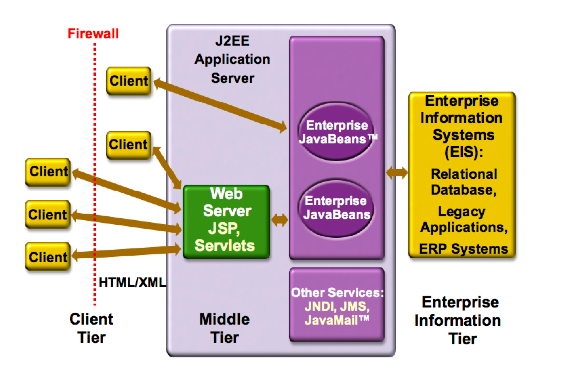 Firewall
J2EE
Application
Server
Client
Client
Client
Client
Client
Enterprise
JavaBeans™
Enterprise
JavaBeans
Web
Server
JSP,
Servlets
Enterprise
Information
Systems
(EIS):
Relational
Database,
Legacy
Applications,
ERP Systems
HTML/XML
Other Services:
JNDI, JMS,
JavaMail™
Client
Tier
Middle
Tier
Enterprise
Information
Tier